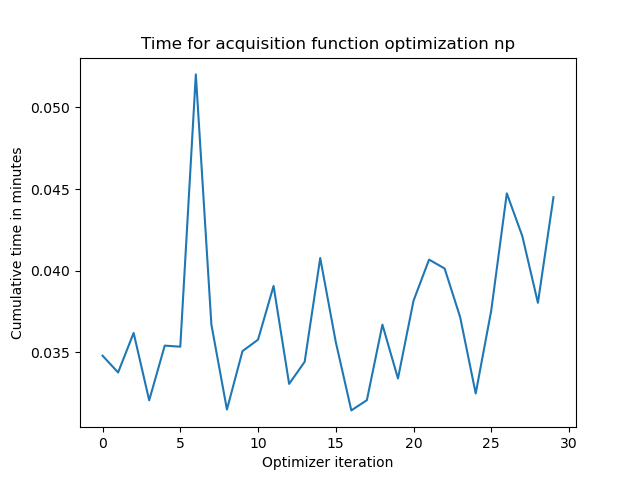 Time for acquisition function optimization np
Cumulative time in minutes
0.050
0.045
0.040
0.035
0 5 10 15 20 25 30
Optimizer iteration